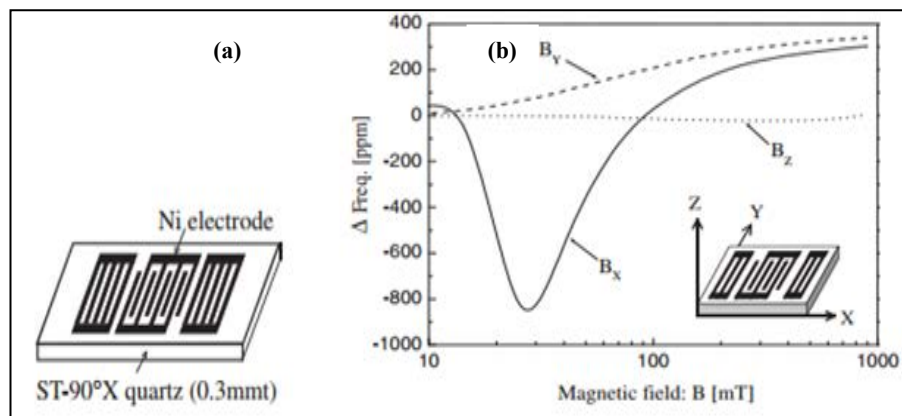 (a)
Ni electrode
ST-90°X quartz (0.3mmt)
(b)
400
200
0
-200
-400
-600
-800
-1000
Δ Freq. [ppm]
B_Y
B_Z
B_X
Z
Y
X
10
100
1000
Magnetic field: B [mT]